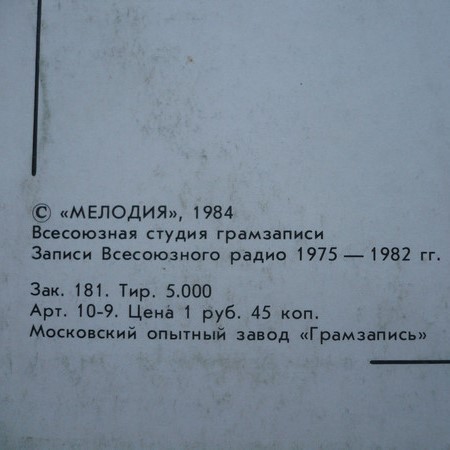 © «МЕЛОДИЯ», 1984
Всесоюзная студия грамзаписи
Записи Всесоюзного радио 1975 — 1982 гг.
Зак. 181. Тир. 5.000
Арт. 10-9. Цена 1 руб. 45 коп.
Московский опытный завод «Грамзапись»